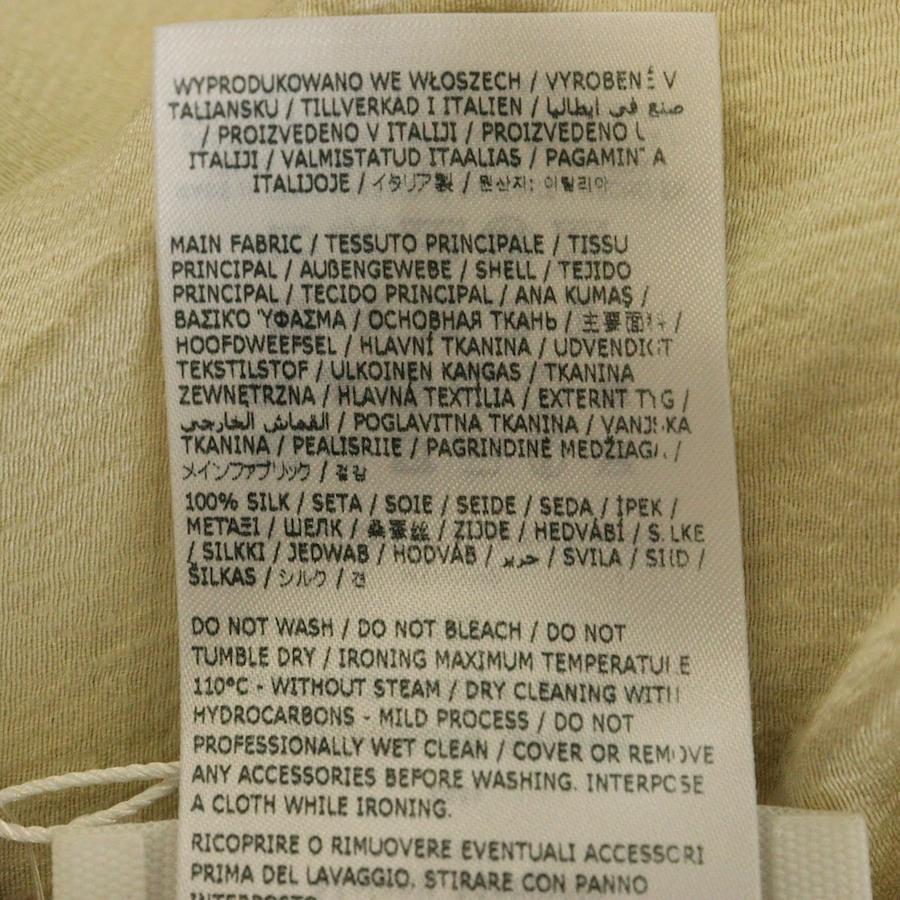 WYPRODUKOWANO WE WŁOSZECH / VYROBENÉ V
TALIANSKU / TILLVERKAD I ITALIEN / صنع في ايطاليا
/ PROIZVEDENO V ITALIJI / PROIZVEDENO U
ITALIJI / VALMISTATUD ITAALIAS / PAGAMINTA
ITALIJOJE / イタリア製 / 원산지: 이탈리아
MAIN FABRIC / TESSUTO PRINCIPALE / TISSU
PRINCIPAL / AUßENGEWEBE / SHELL / TEJIDO
PRINCIPAL / TECIDO PRINCIPAL / ANA KUMAŞ /
ΒΑΣΙΚΌ ΎΦΑΣΜΑ / ОСНОВНАЯ ТКАНЬ / 主要面料 /
HOOFDWEEFSEL / HLAVNÍ TKANINA / UDVENDIGT
TEKSTILSTOF / ULKOINEN KANGAS / TKANINA
ZEWNĘTRZNA / HLAVNÁ TEXTÍLIA / EXTERNT TYG /
القماش الخارجي / POGLAVITNA TKANINA / VANJSKA
TKANINA / PEALISRIIE / PAGRINDINĖ MEDŽIAGA /
メインファブリック / 겉감
100% SILK / SETA / SOIE / SEIDE / SEDA / İPEK /
ΜΕΤΆΞΙ / ШЕЛК / 桑蚕丝 / ZIJDE / HEDVÁBÍ / SILKE
/ SILKKI / JEDWAB / HODVÁB / حرير / SVILA / SIID /
ŠILKAS / シルク / 견
DO NOT WASH / DO NOT BLEACH / DO NOT
TUMBLE DRY / IRONING MAXIMUM TEMPERATURE
110°C - WITHOUT STEAM / DRY CLEANING WITH
HYDROCARBONS - MILD PROCESS / DO NOT
PROFESSIONALLY WET CLEAN / COVER OR REMOVE
ANY ACCESSORIES BEFORE WASHING. INTERPOSE
A CLOTH WHILE IRONING.
RICOPRIRE O RIMUOVERE EVENTUALI ACCESSORI
PRIMA DEL LAVAGGIO. STIRARE CON PANNO